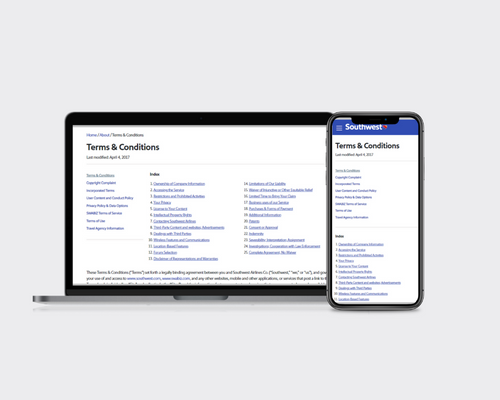 Home / About / Terms & Conditions
Terms & Conditions
Last modified: April 4, 2017
Terms & Conditions
Copyright Complaint
Incorporated Terms
User Content and Conduct Policy
Privacy Policy & Data Options
SWABIZ Terms of Service
Terms of Use
Travel Agency Information
Index
1. Ownership of Company Information
2. Accessing the Service
3. Restrictions and Prohibited Activities
4. Your Privacy
5. License to Your Content
6. Intellectual Property Rights
7. Contacting Southwest Airlines
8. Third Party Content and websites: Advertisements
9. Dealings with Third Parties
10. Wireless Features and Communications
11. Location Based Features
12. Future Selection
13. Disclaimer of Representations and Warranties
14. Limitations of Our Liability
15. Waiver of Injunctive or Other Equitable Relief
16. Limited Time to Bring Your Claim
17. Business use of our Service
18. Purchases & Forms of Payment
19. Additional Information
20. Patents
21. Consent or Approval
22. Indemnity
23. Severability; Interpretation; Assignment
24. Investigations; Cooperation with Law Enforcement
25. Complete Agreement; No Waiver
These Terms & Conditions ("Terms") set forth a legally binding agreement between you and Southwest Airlines Co. ("Southwest," "we," or "us"), and gov
your use of and access to www.southwest.com, www.swabiz.com, and any other websites, mobile and other applications, or services that post a link to t
Southwest
Terms & Conditions
Last modified: April 4, 2017
Terms & Conditions
Copyright Complaint
Incorporated Terms
User Content and Conduct Policy
Privacy Policy & Data Options
SWABIZ Terms of Service
Terms of Use
Travel Agency Information
Index
1. Ownership of Company Information
2. Accessing the Service
3. Restrictions and Prohibited Activities
4. Your Privacy
5. License to Your Content
6. Intellectual Property Rights
7. Contacting Southwest Airlines
8. Third Party Content and websites: Advertisements
9. Dealings with Third Parties
10. Wireless Features and Communications
11. Location Based Features